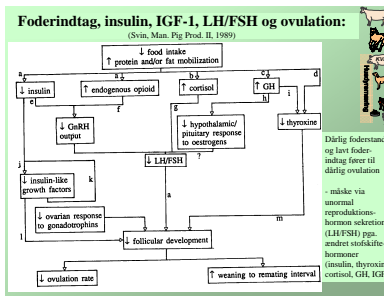 Foderindtag, insulin, IGF-1, LH/FSH og ovulation:
(Svin, Man. Pig Prod. II, 1989)
↓ food intake
↑ protein and/or fat mobilization
a
a
b
c
d
↓ insulin
↑ endogenous opioid
↑ cortisol
↑ GH
e
f
g
h
i
↓ GnRH
output
↓ hypothalamic/
pituitary response
to oestrogens
↓ thyroxine
?
↓ LH/FSH
j
k
↓ insulin-like
growth factors
a
↓ ovarian response
to gonadotrophins
m
l
↓ follicular development
↓ ovulation rate
↑ weaning to remating interval
Dårlig foderstand
og lavt foder-
indtag fører til
dårlig ovulation
- måske via
unormal
reproduktions-
hormon sekretion
(LH/FSH) pga.
ændret stofskifte-
hormoner
(insulin, thyroxin,
cortisol, GH, IGF